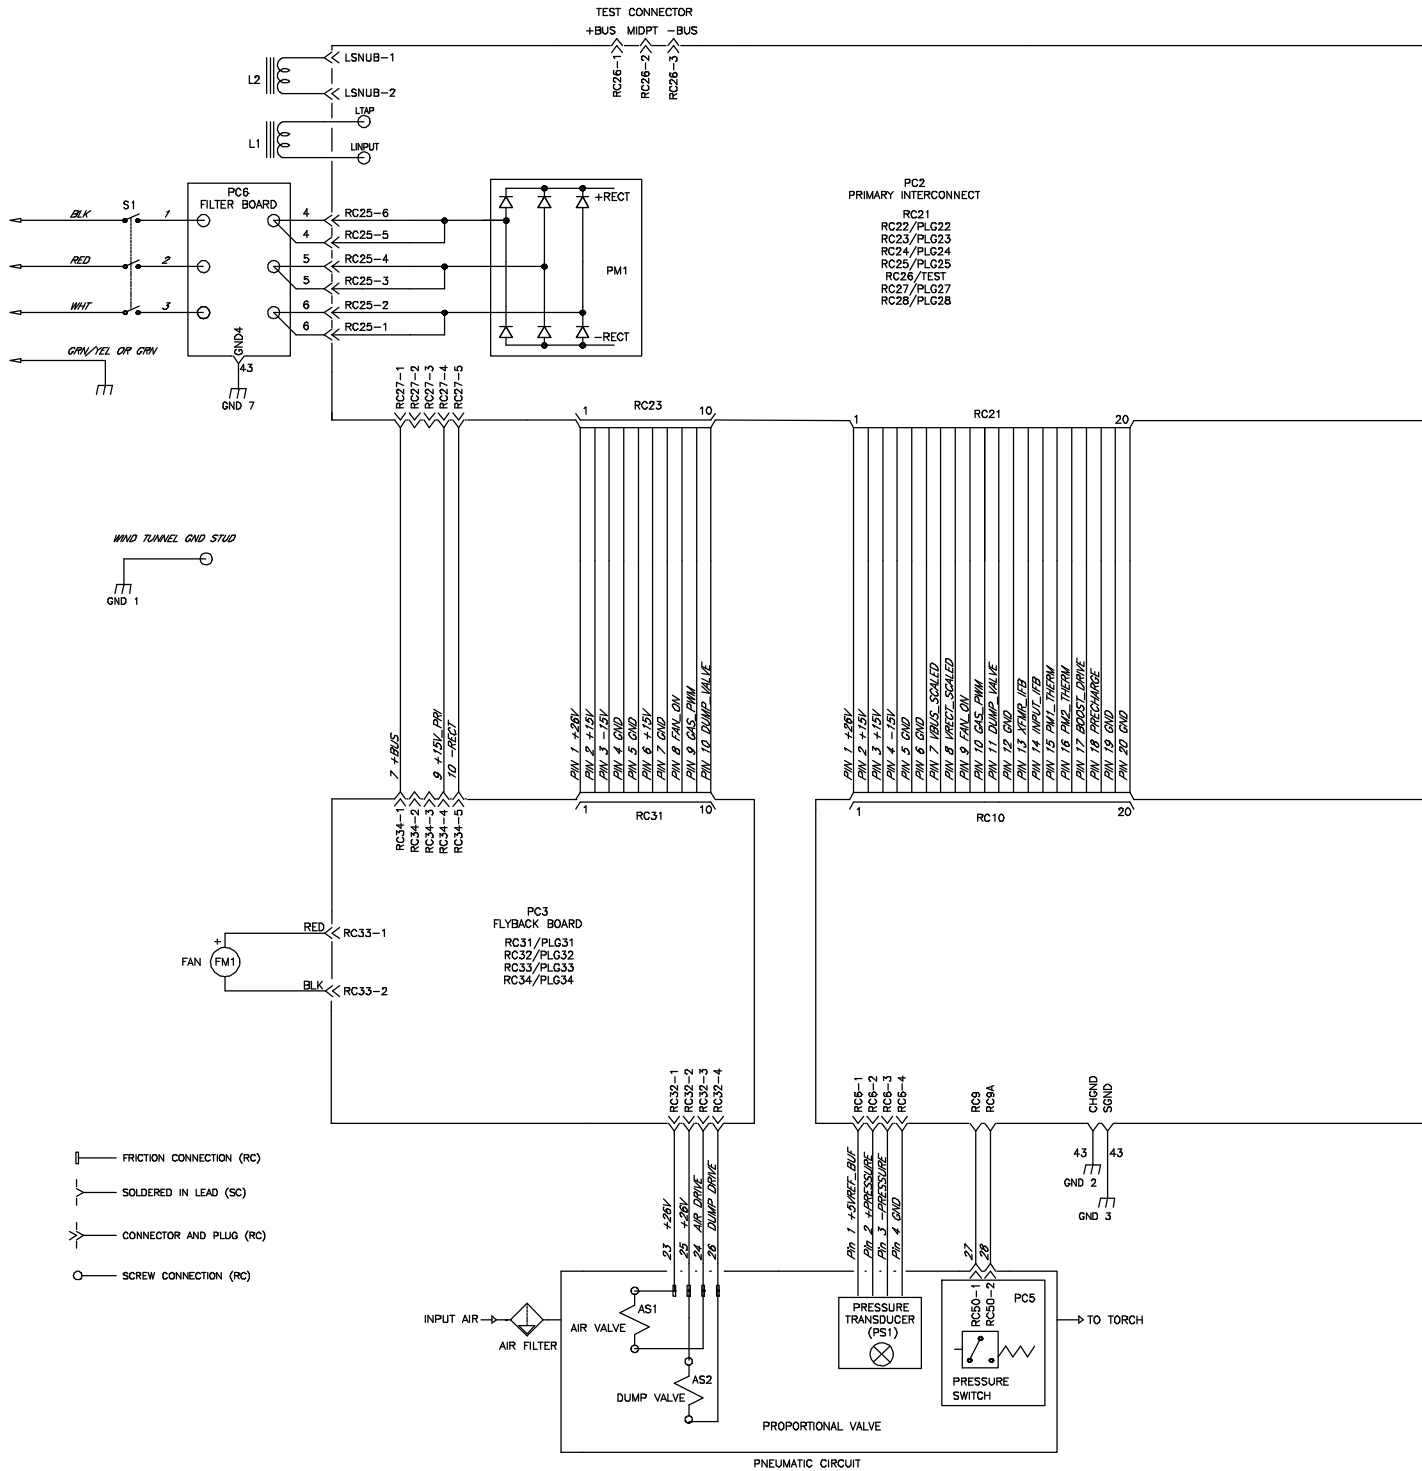 TEST CONNECTOR
+BUS MIDPT -BUS
RC26-1
RC26-2
RC26-3
L2
LSNUB-1
LSNUB-2
L1
LTAP
LINPUT
PC6
FILTER BOARD
S1
BLK 1
RED 2
WHT 3
GRN/YEL OR GRN
4 RC25-6
4 RC25-5
5 RC25-4
5 RC25-3
6 RC25-2
6 RC25-1
GND4
43
GND 7
+RECT
PM1
-RECT
PC2
PRIMARY INTERCONNECT
RC21
RC22/PLG22
RC23/PLG23
RC24/PLG24
RC25/PLG25
RC26/TEST
RC27/PLG27
RC28/PLG28
RC27-1
RC27-2
RC27-3
RC27-4
RC27-5
1 RC23 10
1 RC21 20
WIND TUNNEL GND STUD
GND 1
7 +BUS
9 +15V_PRI
10 -RECT
PIN 1 +26V
PIN 2 +15V
PIN 3 -15V
PIN 4 GND
PIN 5 GND
PIN 6 +15V
PIN 7 GND
PIN 8 FAN_ON
PIN 9 GAS_PWM
PIN 10 DUMP_VALVE
PIN 1 +26V
PIN 2 +15V
PIN 3 +15V
PIN 4 -15V
PIN 5 GND
PIN 6 GND
PIN 7 VBUS_SCALED
PIN 8 VRECT_SCALED
PIN 9 FAN_ON
PIN 10 GAS_PWM
PIN 11 DUMP_VALVE
PIN 12 GND
PIN 13 XFMR_IFB
PIN 14 INPUT_IFB
PIN 15 PM1_THERM
PIN 16 PM2_THERM
PIN 17 BOOST_DRIVE
PIN 18 PRECHARGE
PIN 19 GND
PIN 20 GND
RC34-1
RC34-2
RC34-3
RC34-4
RC34-5
1 RC31 10
1 RC10 20
PC3
FLYBACK BOARD
RC31/PLG31
RC32/PLG32
RC33/PLG33
RC34/PLG34
RED RC33-1
+
FAN FM1
BLK RC33-2
RC32-1
RC32-2
RC32-3
RC32-4
RC6-1
RC6-2
RC6-3
RC6-4
RC9
RC9A
CHGND
SGND
43 43
GND 2
GND 3
FRICTION CONNECTION (RC)
SOLDERED IN LEAD (SC)
CONNECTOR AND PLUG (RC)
SCREW CONNECTION (RC)
23 +26V
25 +26V
24 AIR DRIVE
26 DUMP DRIVE
Pin 1 +5VREF_BUF
Pin 2 +PRESSURE
Pin 3 -PRESSURE
Pin 4 GND
27
28
RC50-1
RC50-2
PC5
INPUT AIR
AIR FILTER
AS1
AIR VALVE
AS2
DUMP VALVE
PRESSURE
TRANSDUCER
(PS1)
PRESSURE
SWITCH
TO TORCH
PROPORTIONAL VALVE
PNEUMATIC CIRCUIT